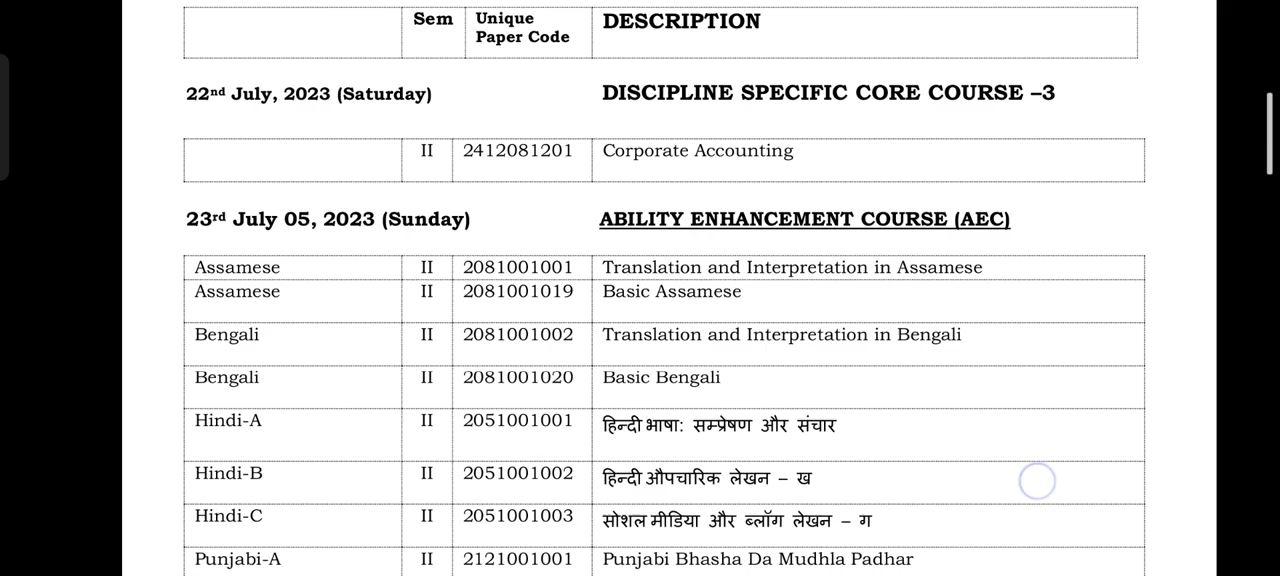 Sem Unique DESCRIPTION
Paper Code
22nd July, 2023 (Saturday) DISCIPLINE SPECIFIC CORE COURSE –3
II 2412081201 Corporate Accounting
23rd July 05, 2023 (Sunday) ABILITY ENHANCEMENT COURSE (AEC)
Assamese II 2081001001 Translation and Interpretation in Assamese
Assamese II 2081001019 Basic Assamese
Bengali II 2081001002 Translation and Interpretation in Bengali
Bengali II 2081001020 Basic Bengali
Hindi-A II 2051001001 हिन्दी भाषा: सम्प्रेषण और संचार
Hindi-B II 2051001002 हिन्दी औपचारिक लेखन – ख
Hindi-C II 2051001003 सोशल मीडिया और ब्लॉग लेखन – ग
Punjabi-A II 2121001001 Punjabi Bhasha Da Mudhla Padhar